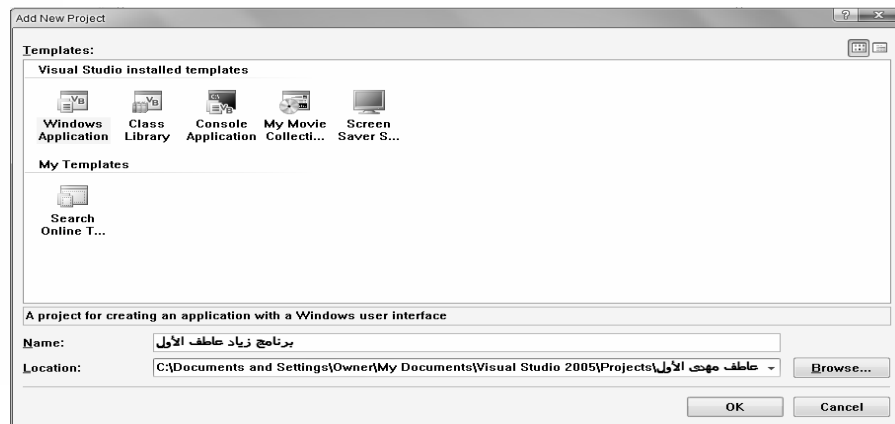 Add New Project
Templates:
Visual Studio installed templates
Windows Application
Class Library
Console Application
My Movie Collecti...
Screen Saver S...
My Templates
Search Online T...
A project for creating an application with a Windows user interface
Name: برنامج زياد عاطف الأول
Location: C:\Documents and Settings\Owner\My Documents\Visual Studio 2005\Projects\عاطف مهدى الأول Browse...
OK Cancel